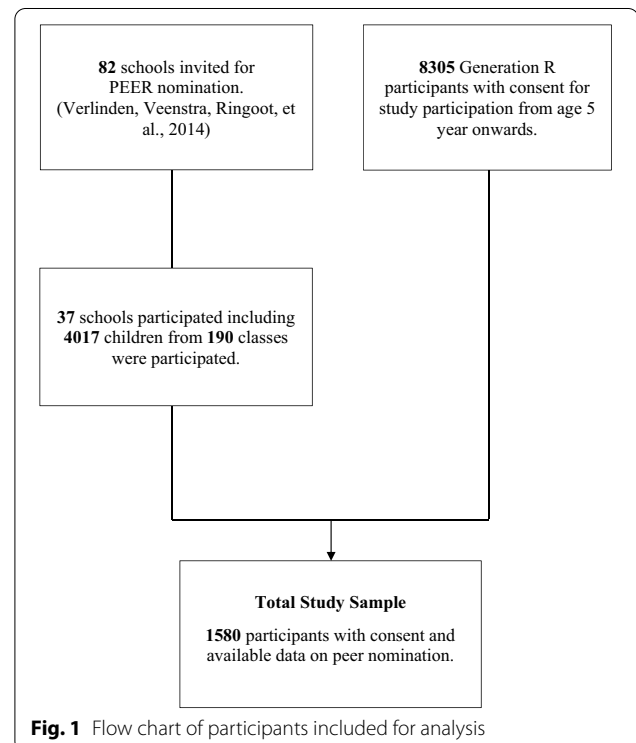 82 schools invited for
PEER nomination.
(Verlinden, Veenstra, Ringoot, et
al., 2014)
8305 Generation R
participants with consent for
study participation from age 5
year onwards.
37 schools participated including
4017 children from 190 classes
were participated.
Total Study Sample
1580 participants with consent and
available data on peer nomination.
Fig. 1 Flow chart of participants included for analysis